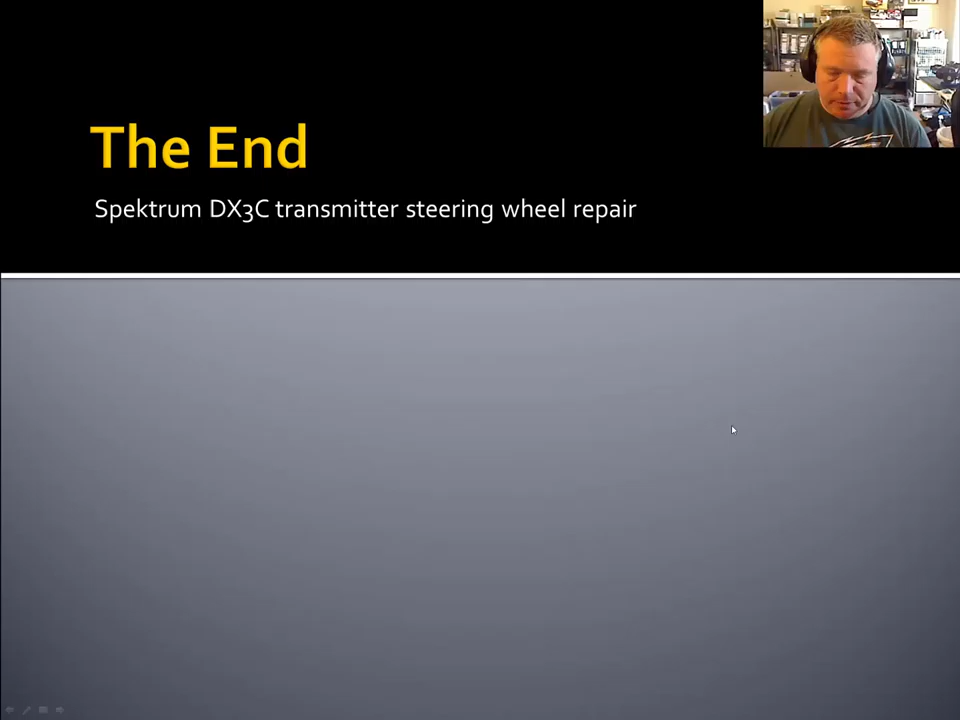 The End
Spektrum DX3C transmitter steering wheel repair